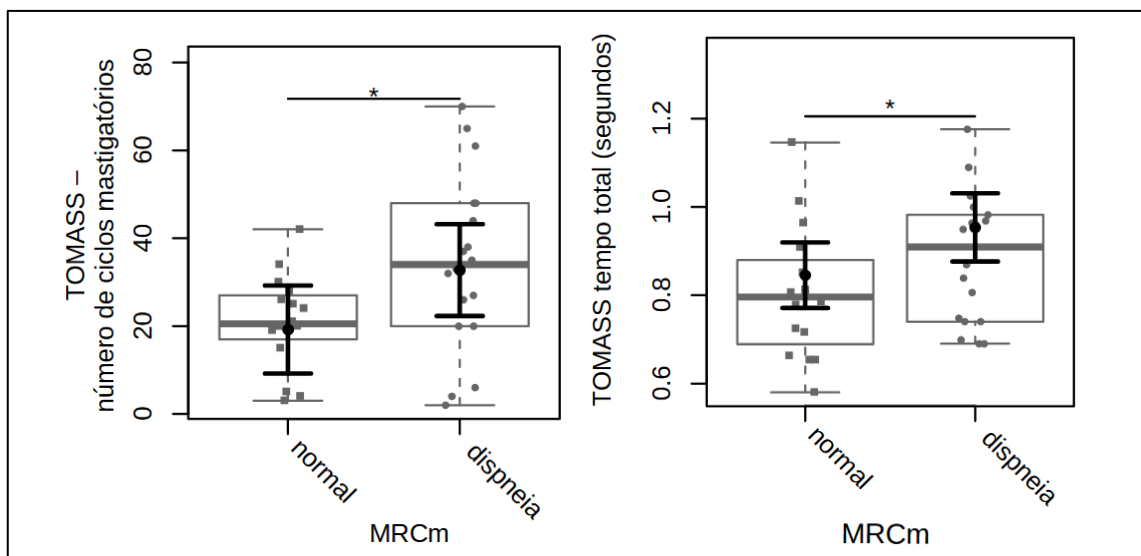 TOMASS –
número de ciclos mastigatórios
80
60
40
20
0
*
normal
dispneia
MRCm
TOMASS tempo total (segundos)
1.2
1.0
0.8
0.6
*
normal
dispneia
MRCm